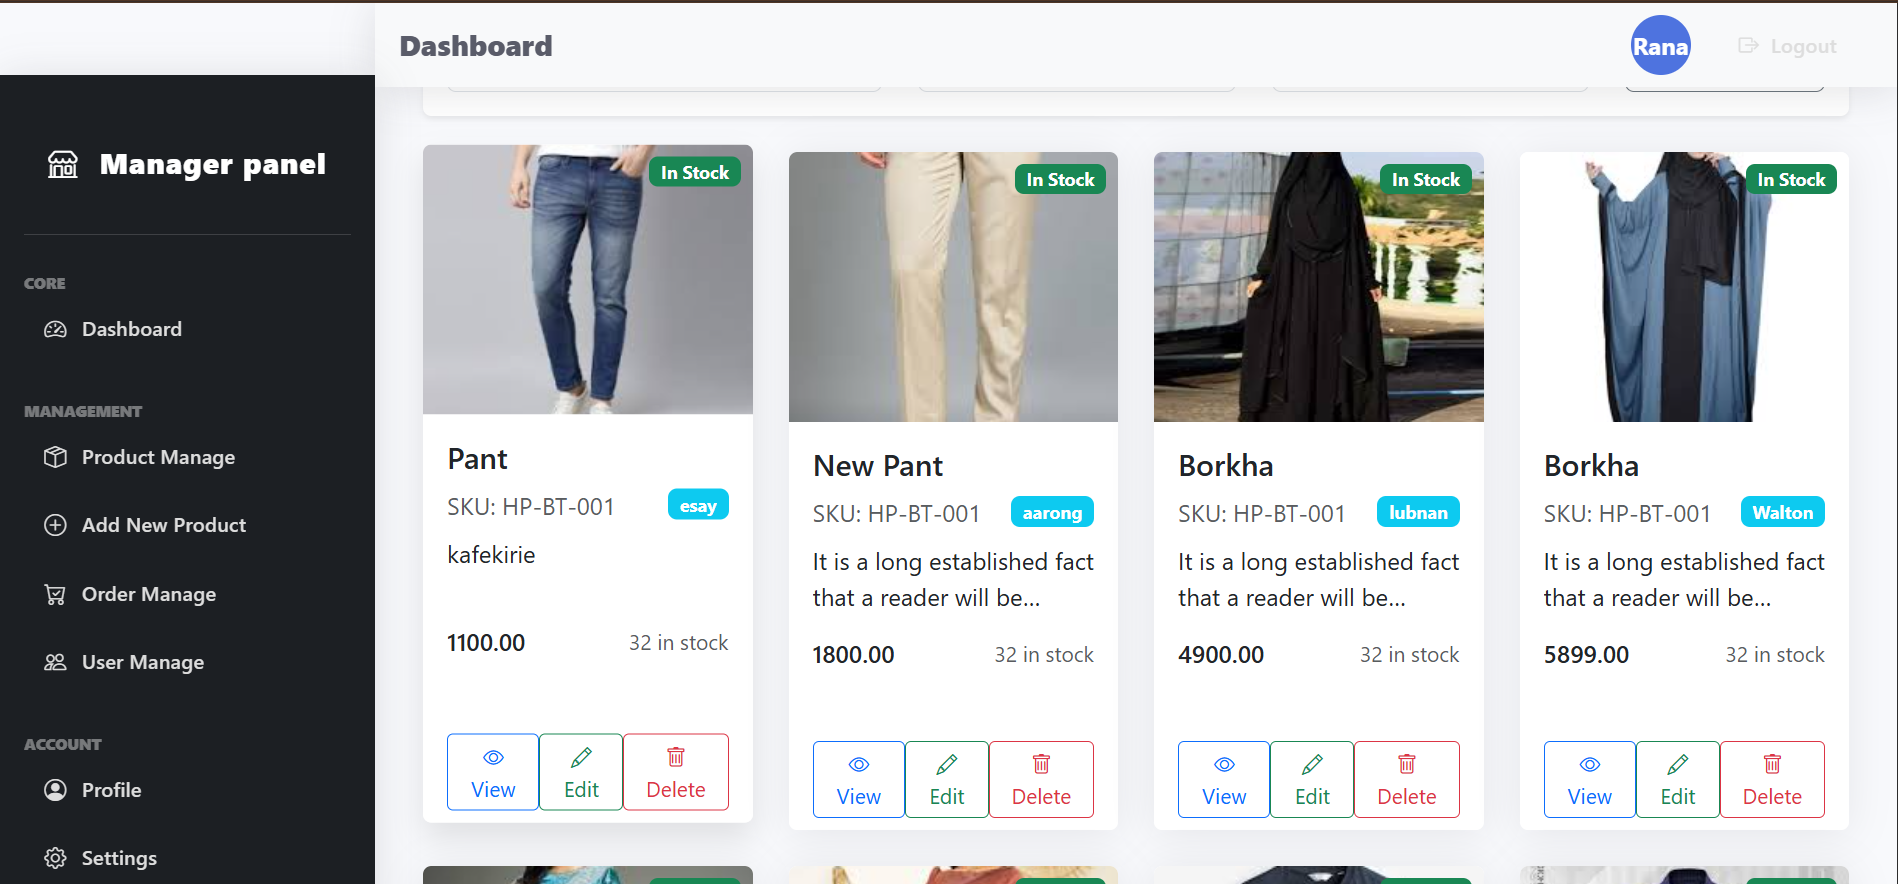 Dashboard
Rana
Logout
Manager panel
CORE
Dashboard
MANAGEMENT
Product Manage
Add New Product
Order Manage
User Manage
ACCOUNT
Profile
Settings
In Stock
Pant
SKU: HP-BT-001
esay
kafekirie
1100.00
32 in stock
View
Edit
Delete
In Stock
New Pant
SKU: HP-BT-001
aarong
It is a long established fact
that a reader will be...
1800.00
32 in stock
View
Edit
Delete
In Stock
Borkha
SKU: HP-BT-001
lubnan
It is a long established fact
that a reader will be...
4900.00
32 in stock
View
Edit
Delete
In Stock
Borkha
SKU: HP-BT-001
Walton
It is a long established fact
that a reader will be...
5899.00
32 in stock
View
Edit
Delete